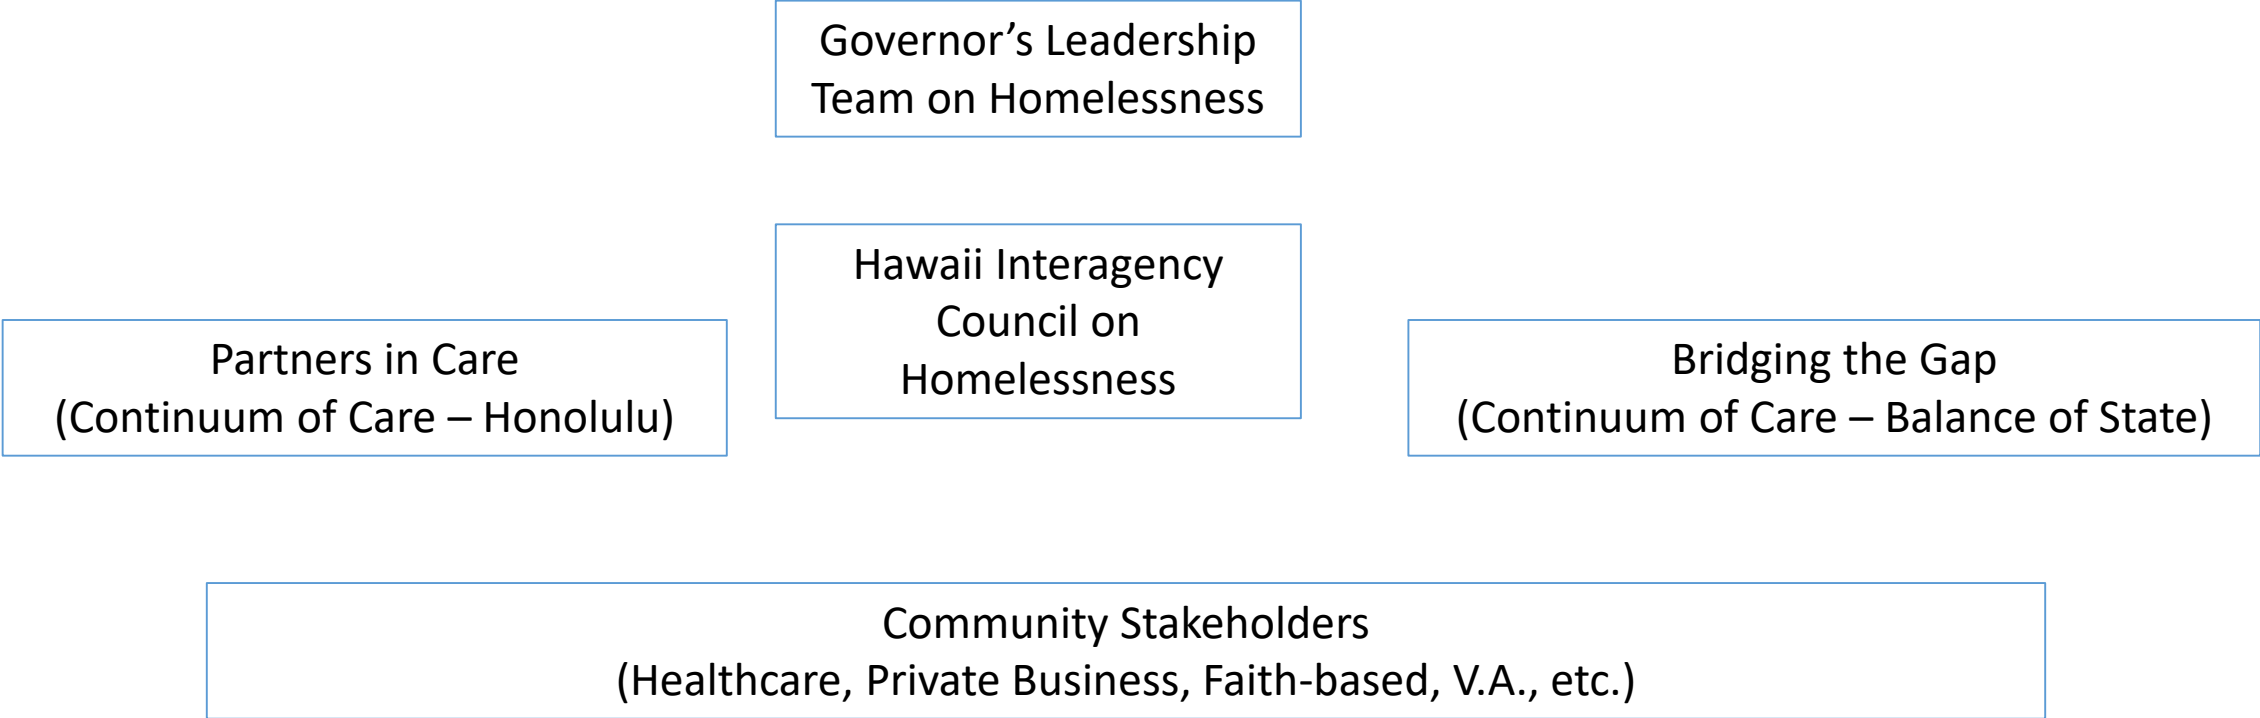 Governor’s Leadership
Team on Homelessness
Hawaii Interagency
Council on
Homelessness
Partners in Care
(Continuum of Care – Honolulu)
Bridging the Gap
(Continuum of Care – Balance of State)
Community Stakeholders
(Healthcare, Private Business, Faith-based, V.A., etc.)